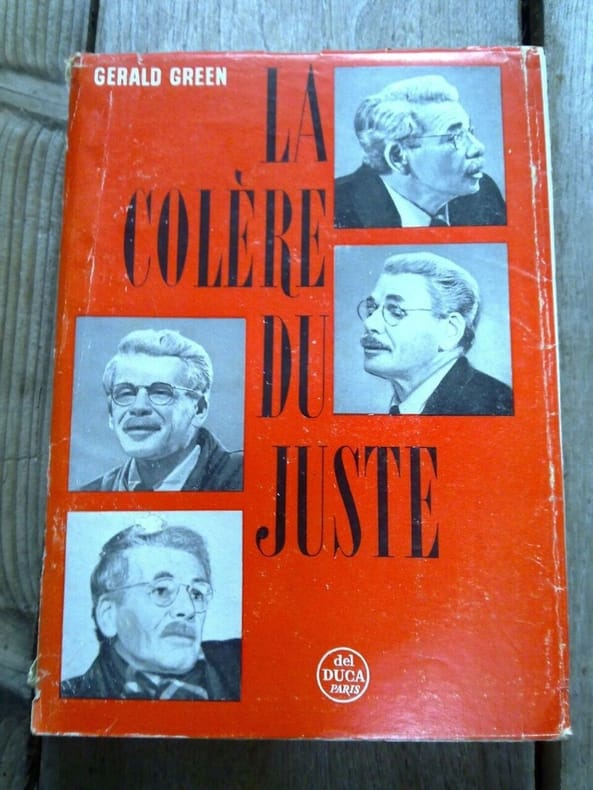 GERALD GREEN
LA
COLÈRE
DU
JUSTE
del
DUCA
PARIS